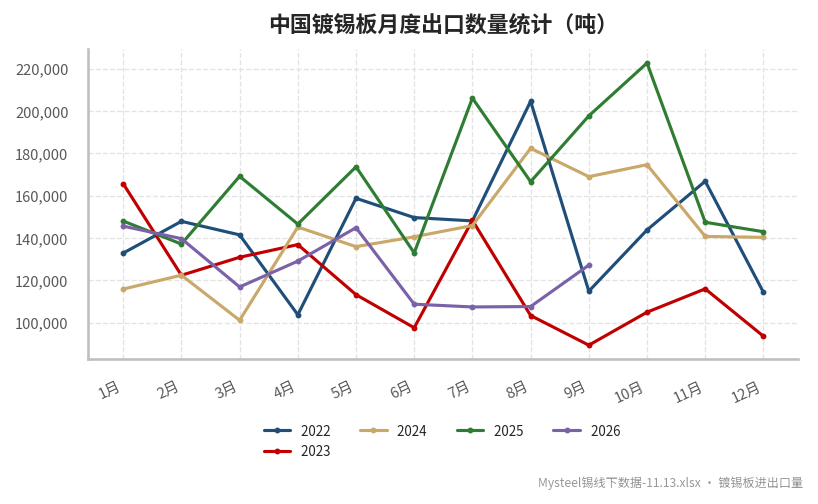 中国镀锡板月度出口数量统计（吨）
220,000
200,000
180,000
160,000
140,000
120,000
100,000
1月 2月 3月 4月 5月 6月 7月 8月 9月 10月 11月 12月
2022 2024 2025 2026
2023
Mysteel锡线下数据-11.13.xlsx · 镀锡板进出口量